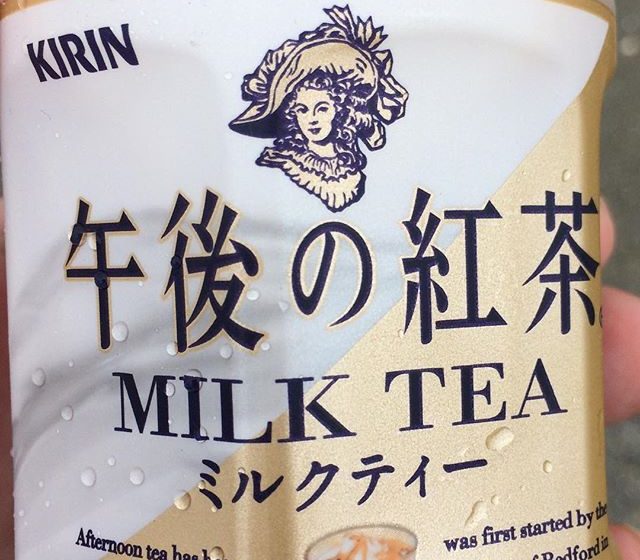 KIRIN
午後の紅茶
MILK TEA
ミルクティー
Afternoon tea has
was first started by the
of Bedford in